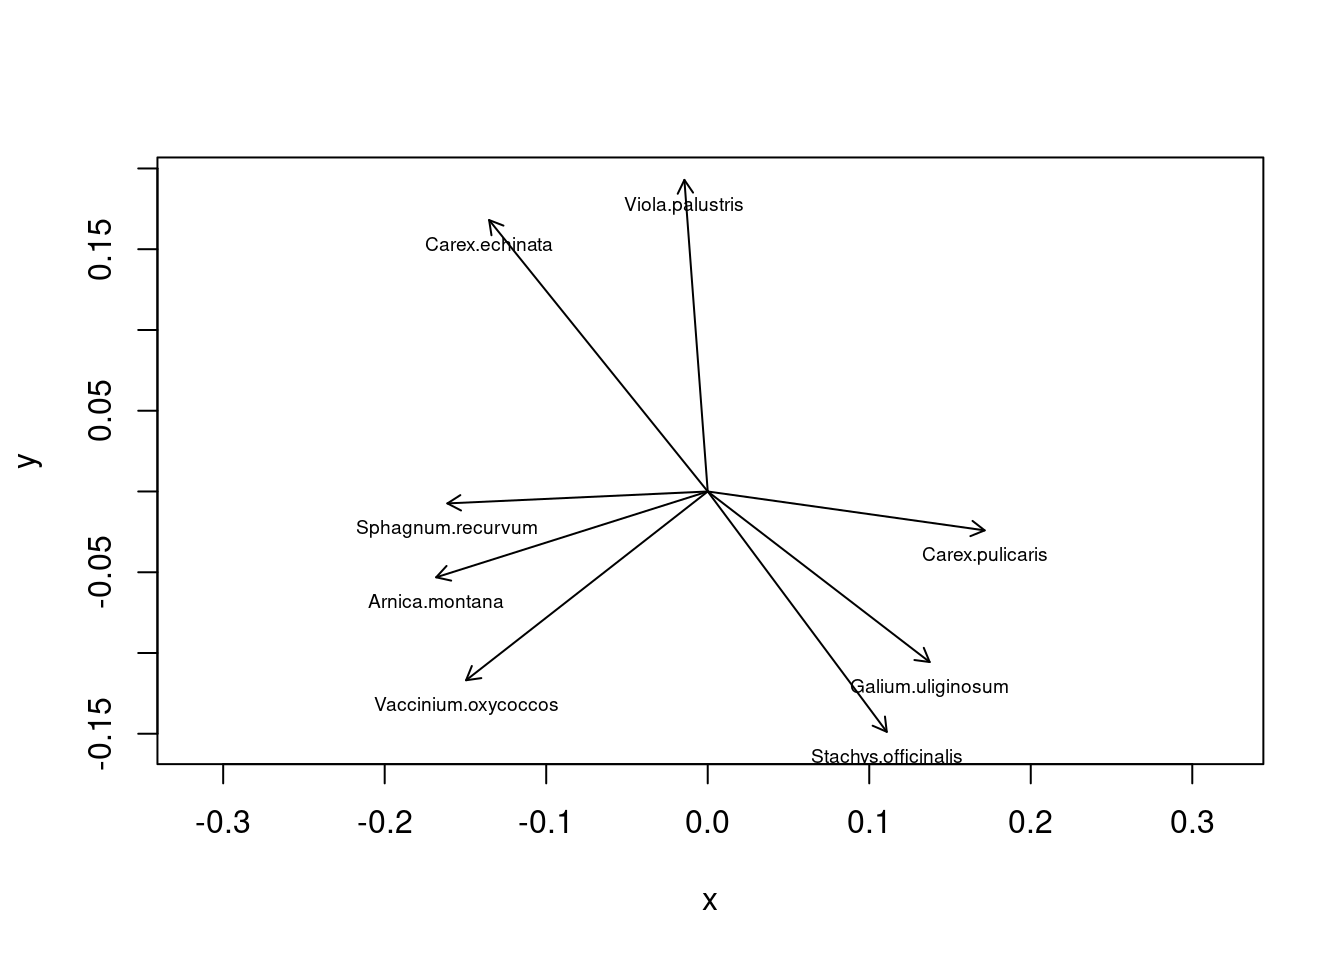 Viola.palustris
Carex.echinata
Sphagnum.recurvum
Carex.pulicaris
Arnica.montana
Galium.uliginosum
Vaccinium.oxycoccos
Stachys.officinalis
0.15
0.05
-0.05
-0.15
y
-0.3 -0.2 -0.1 0.0 0.1 0.2 0.3
x